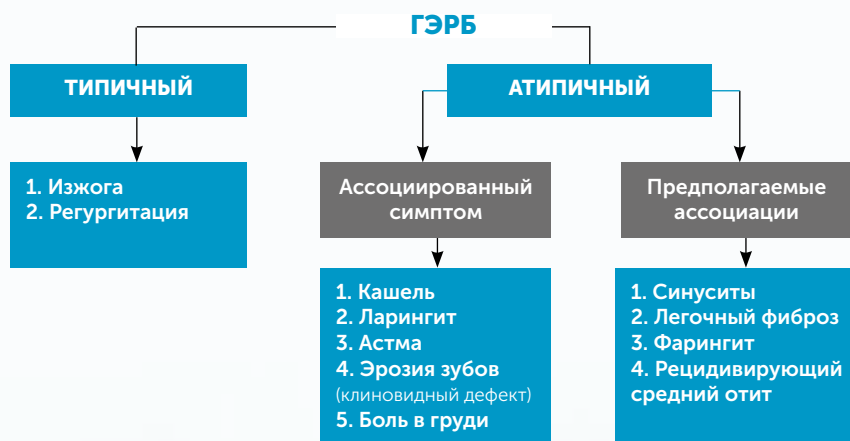 ГЭРБ
ТИПИЧНЫЙ
АТИПИЧНЫЙ
1. Изжога
2. Регургитация
Ассоциированный
симптом
Предполагаемые
ассоциации
1. Кашель
2. Ларингит
3. Астма
4. Эрозия зубов
(клиновидный дефект)
5. Боль в груди
1. Синуситы
2. Легочный фиброз
3. Фарингит
4. Рецидивирующий
средний отит